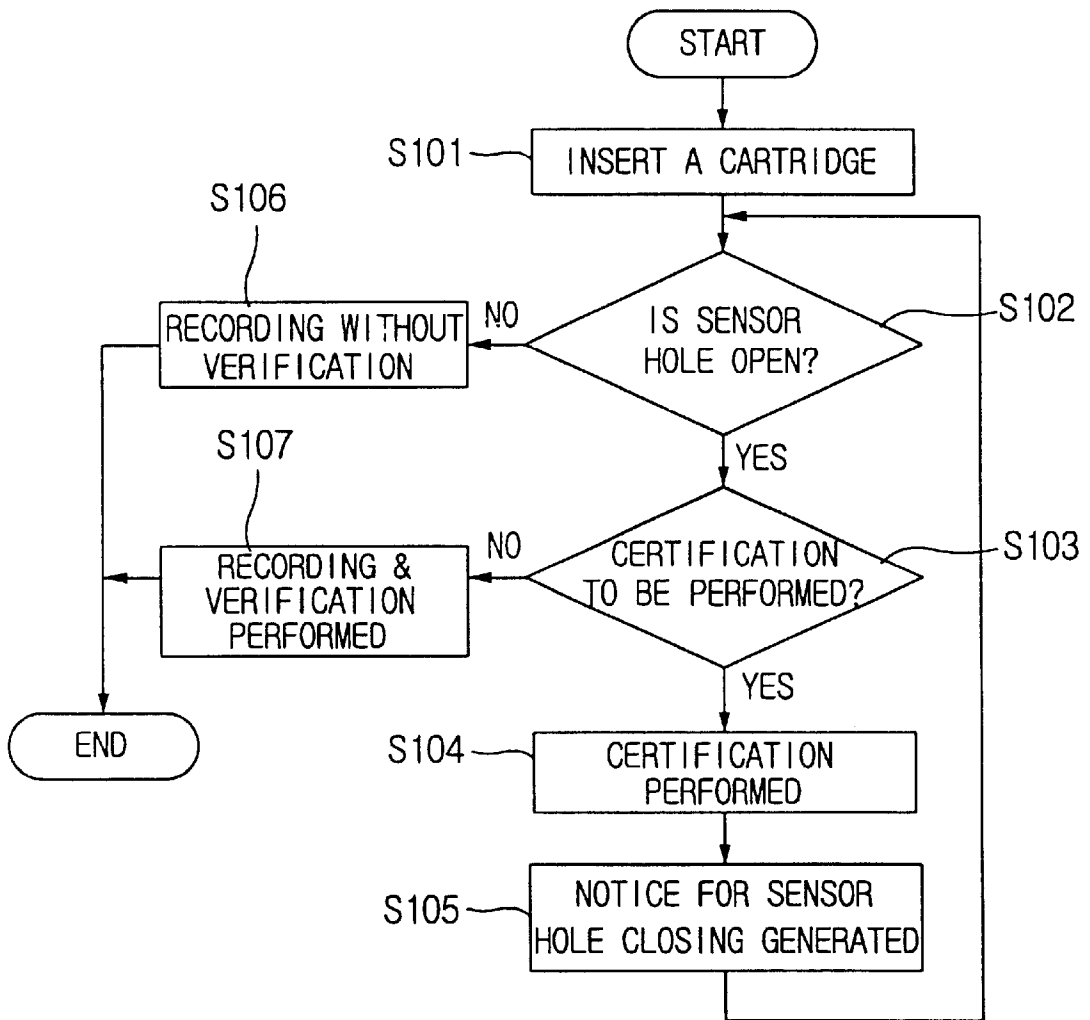 START
S101
INSERT A CARTRIDGE
S106
RECORDING WITHOUT
VERIFICATION
NO
IS SENSOR
HOLE OPEN?
S102
YES
S107
RECORDING &
VERIFICATION
PERFORMED
NO
CERTIFICATION
TO BE PERFORMED?
S103
YES
END
S104
CERTIFICATION
PERFORMED
S105
NOTICE FOR SENSOR
HOLE CLOSING GENERATED